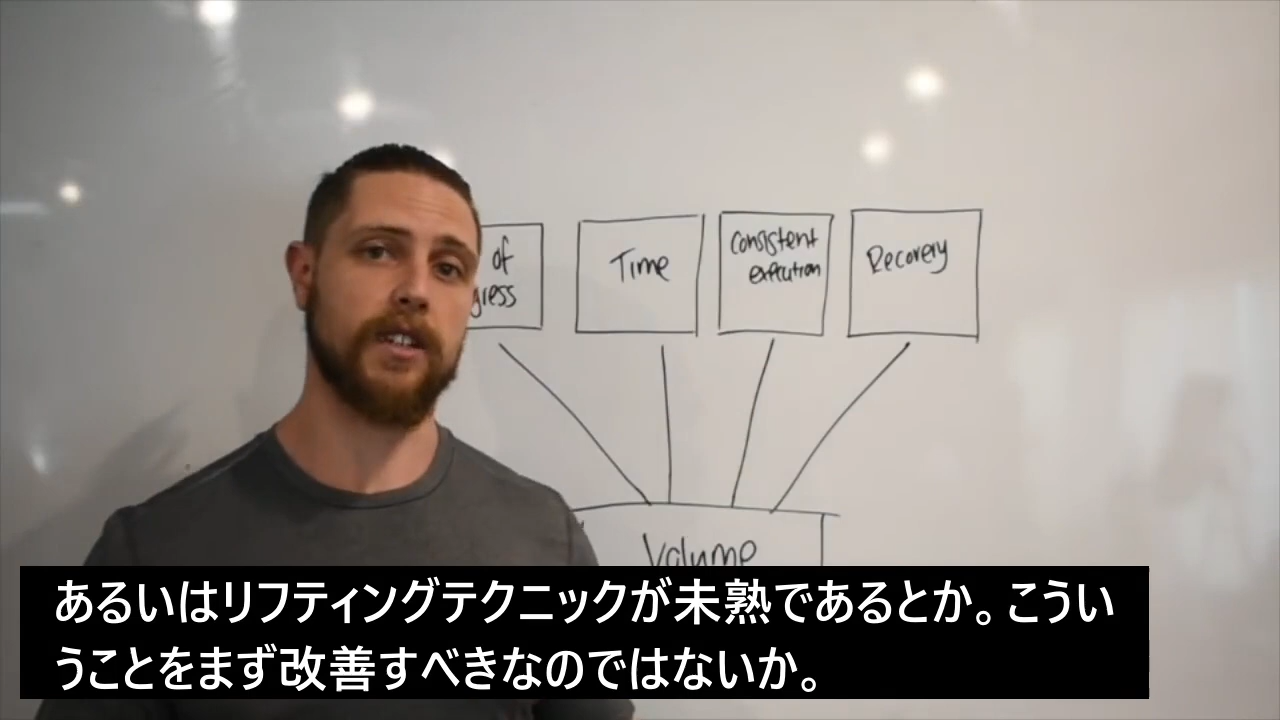 of
Time
Consistent
execution
Recovery
Volume
あるいはリフティングテクニックが未熟であるとか。こうい
うことをまず改善すべきなのではないか。